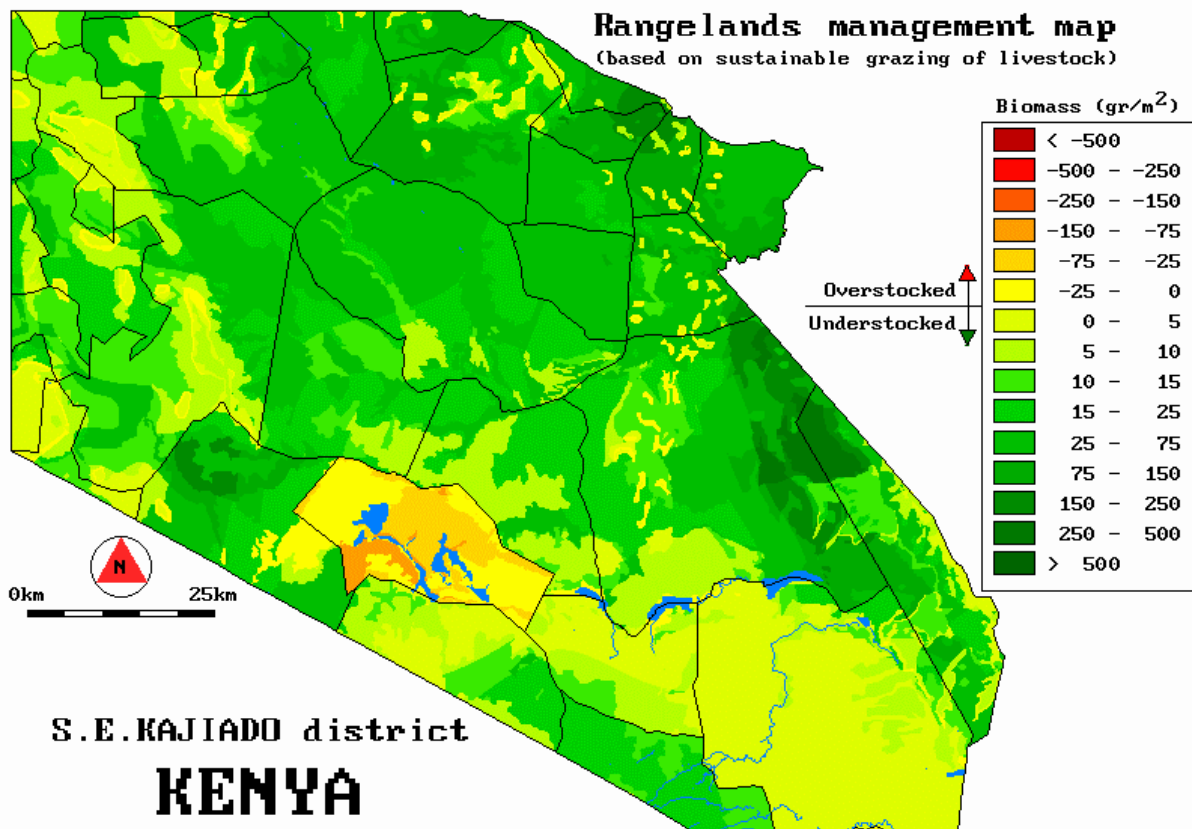 Rangelands management map
(based on sustainable grazing of livestock)
Biomass (gr/m²)
< -500
-500 - -250
-250 - -150
-150 - -75
-75 - -25
-25 - 0
0 - 5
5 - 10
10 - 15
15 - 25
25 - 75
75 - 150
150 - 250
250 - 500
> 500
Overstocked
Understocked
N
0km 25km
S.E.KAJIADO district
KENYA